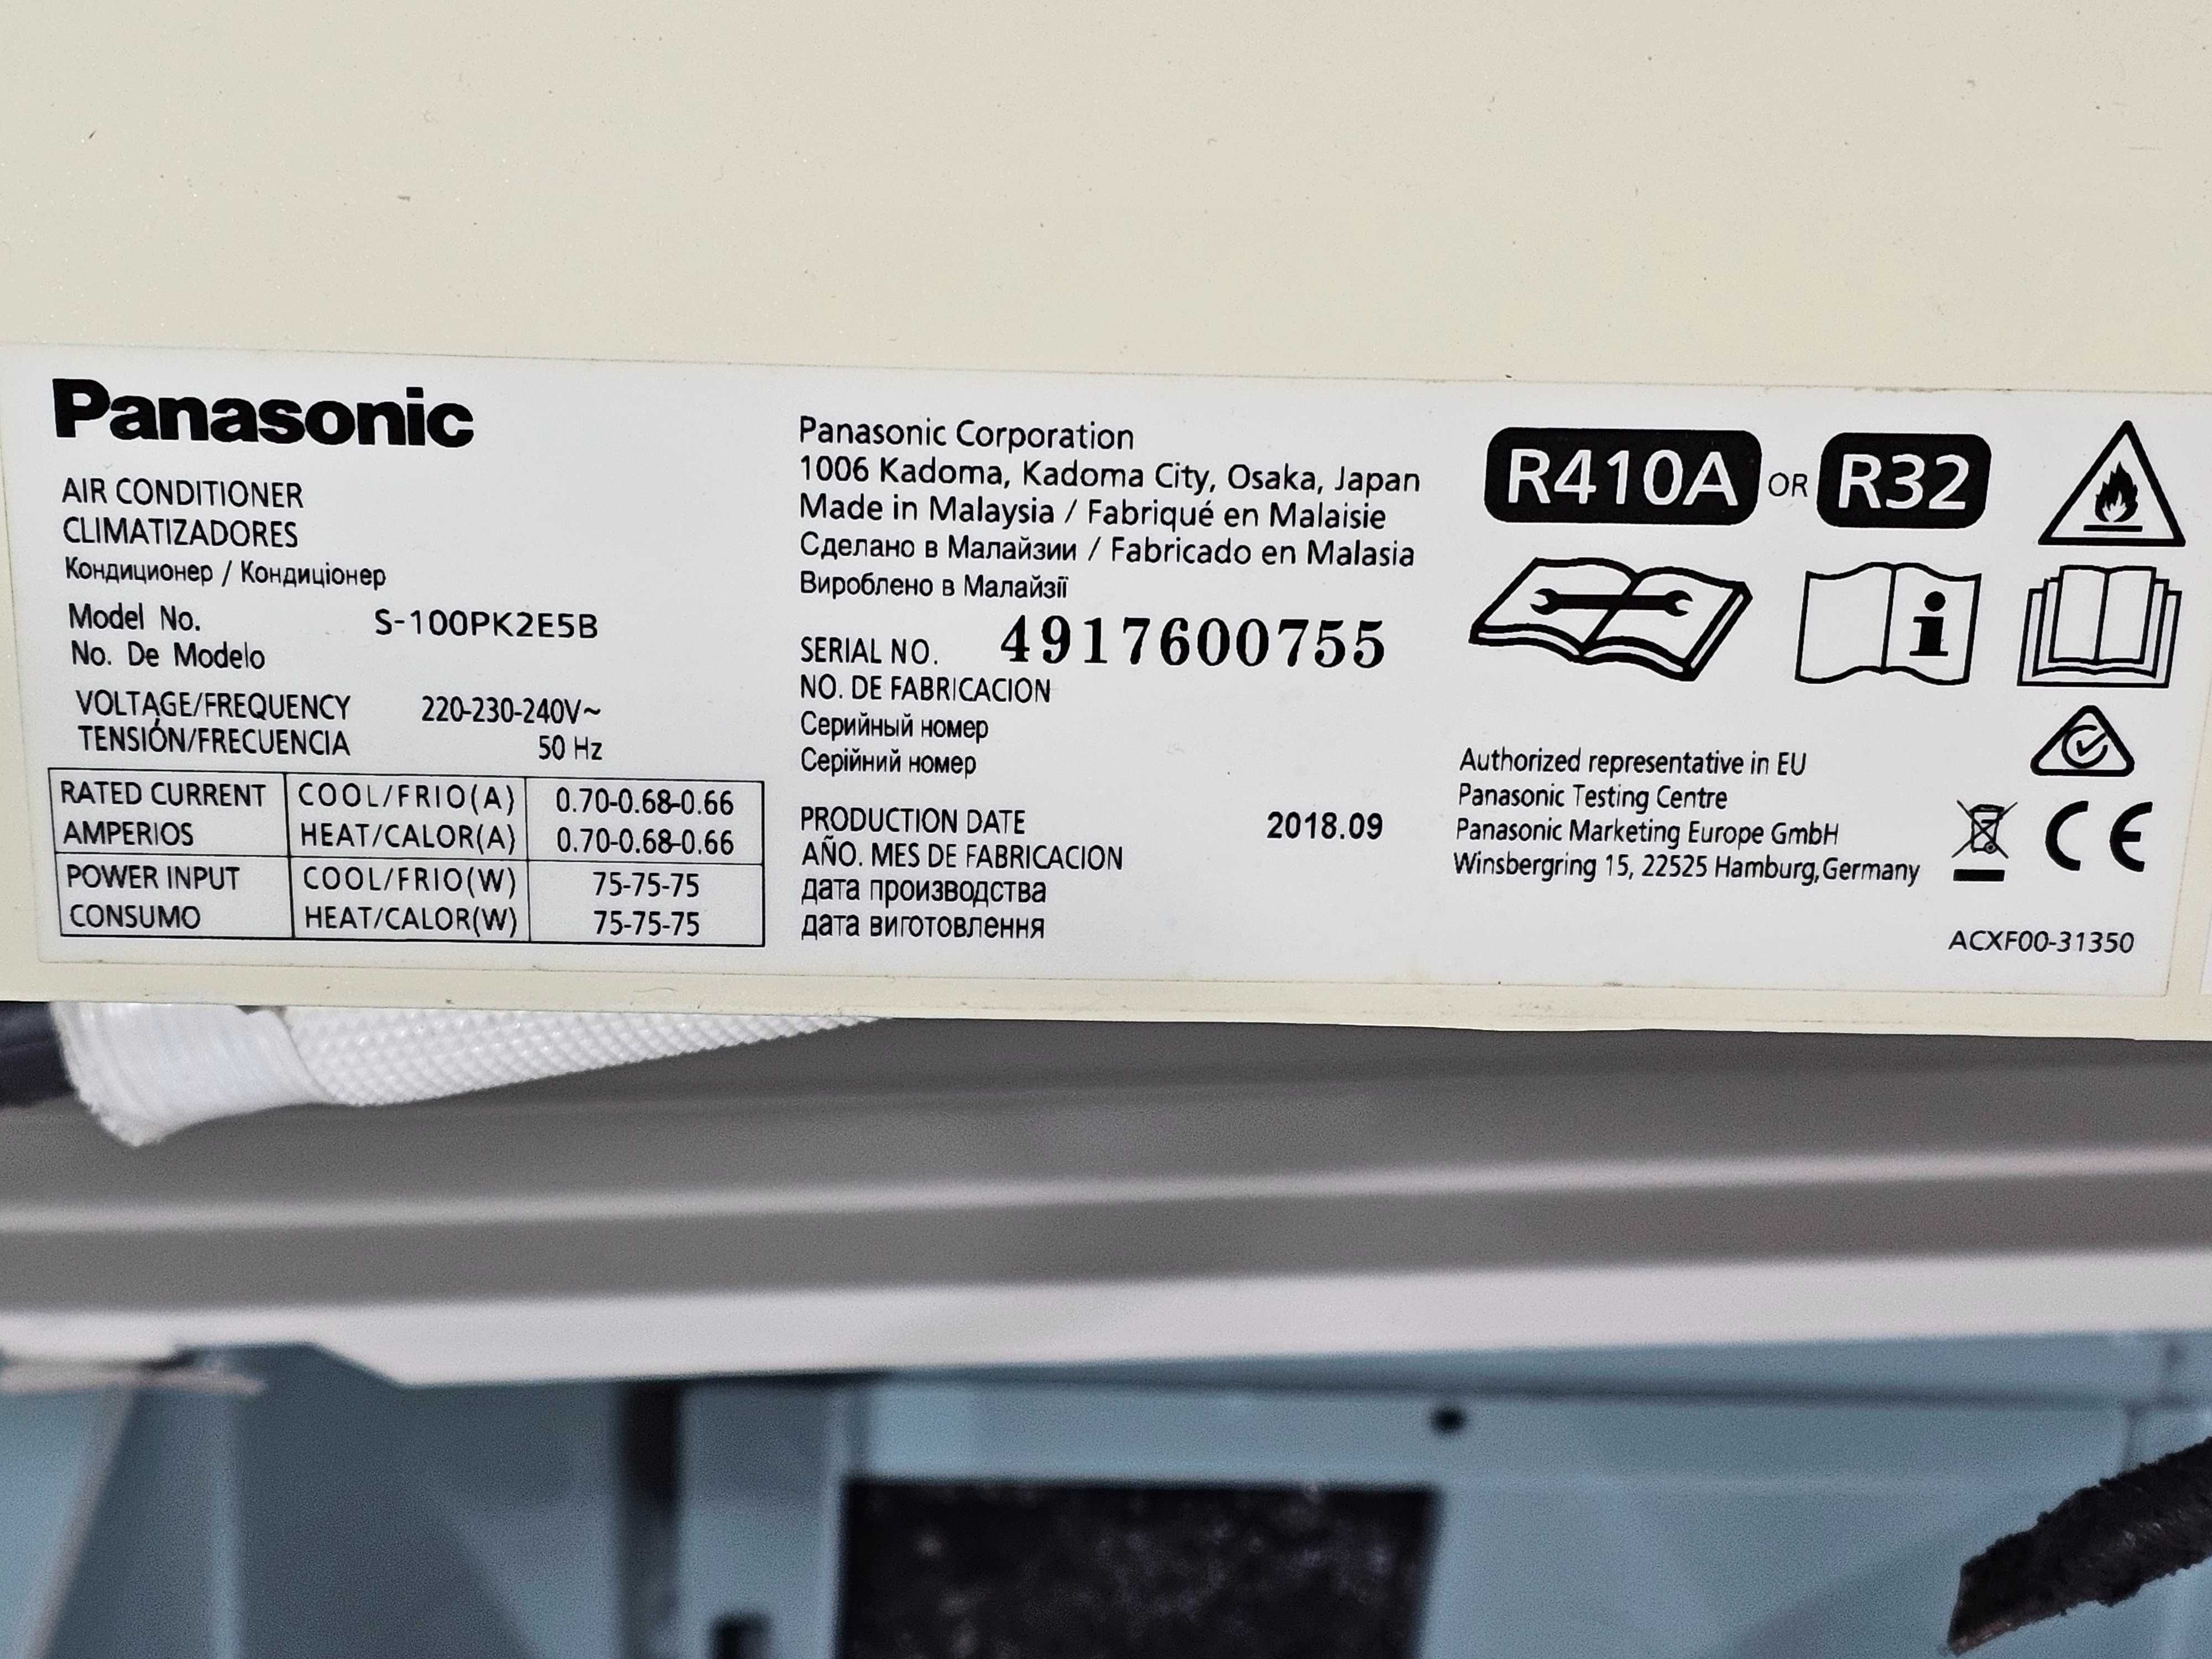 Panasonic
AIR CONDITIONER
CLIMATIZADORES
Кондиционер / Кондиціонер
Model No. S-100PK2E5B
No. De Modelo
VOLTAGE/FREQUENCY 220-230-240V~
TENSIÓN/FRECUENCIA 50 Hz
RATED CURRENT COOL/FRIO(A) 0.70-0.68-0.66
AMPERIOS HEAT/CALOR(A) 0.70-0.68-0.66
POWER INPUT COOL/FRIO(W) 75-75-75
CONSUMO HEAT/CALOR(W) 75-75-75
Panasonic Corporation
1006 Kadoma, Kadoma City, Osaka, Japan
Made in Malaysia / Fabriqué en Malaisie
Сделано в Малайзии / Fabricado en Malasia
Вироблено в Малайзії
SERIAL NO. 4917600755
NO. DE FABRICACION
Серийный номер
Серійний номер
PRODUCTION DATE 2018.09
AÑO. MES DE FABRICACION
дата производства
дата виготовлення
R410A OR R32
Authorized representative in EU
Panasonic Testing Centre
Panasonic Marketing Europe GmbH
Winsbergring 15, 22525 Hamburg,Germany
CE
ACXF00-31350